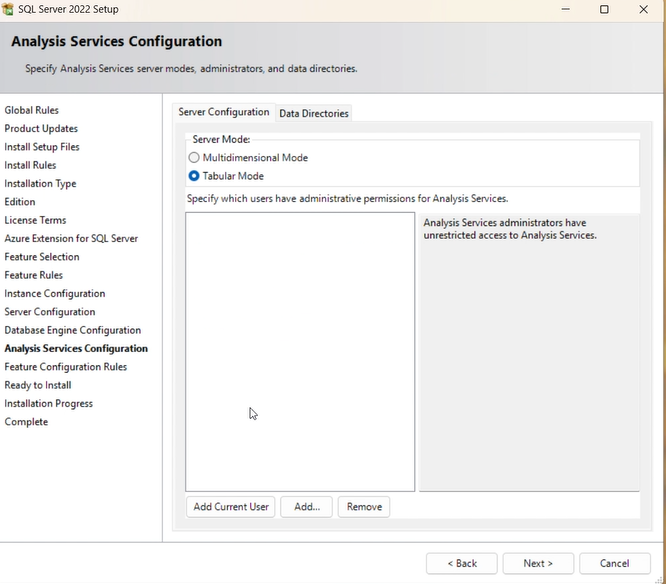 SQL Server 2022 Setup
Analysis Services Configuration
Specify Analysis Services server modes, administrators, and data directories.
Global Rules
Product Updates
Install Setup Files
Install Rules
Installation Type
Edition
License Terms
Azure Extension for SQL Server
Feature Selection
Feature Rules
Instance Configuration
Server Configuration
Database Engine Configuration
Analysis Services Configuration
Feature Configuration Rules
Ready to Install
Installation Progress
Complete
Server Configuration
Data Directories
Server Mode:
Multidimensional Mode
Tabular Mode
Specify which users have administrative permissions for Analysis Services.
Analysis Services administrators have
unrestricted access to Analysis Services.
Add Current User
Add...
Remove
< Back
Next >
Cancel